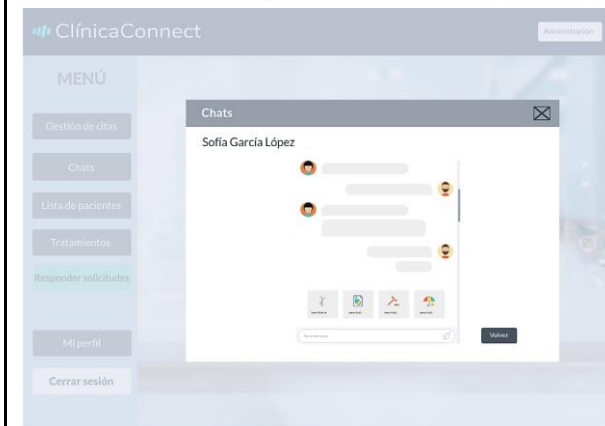 ClínicaConnect
Administración
MENÚ
Gestión de citas
Chats
Lista de pacientes
Tratamientos
Responder solicitudes
Mi perfil
Cerrar sesión
Chats
Sofía García López
Volver